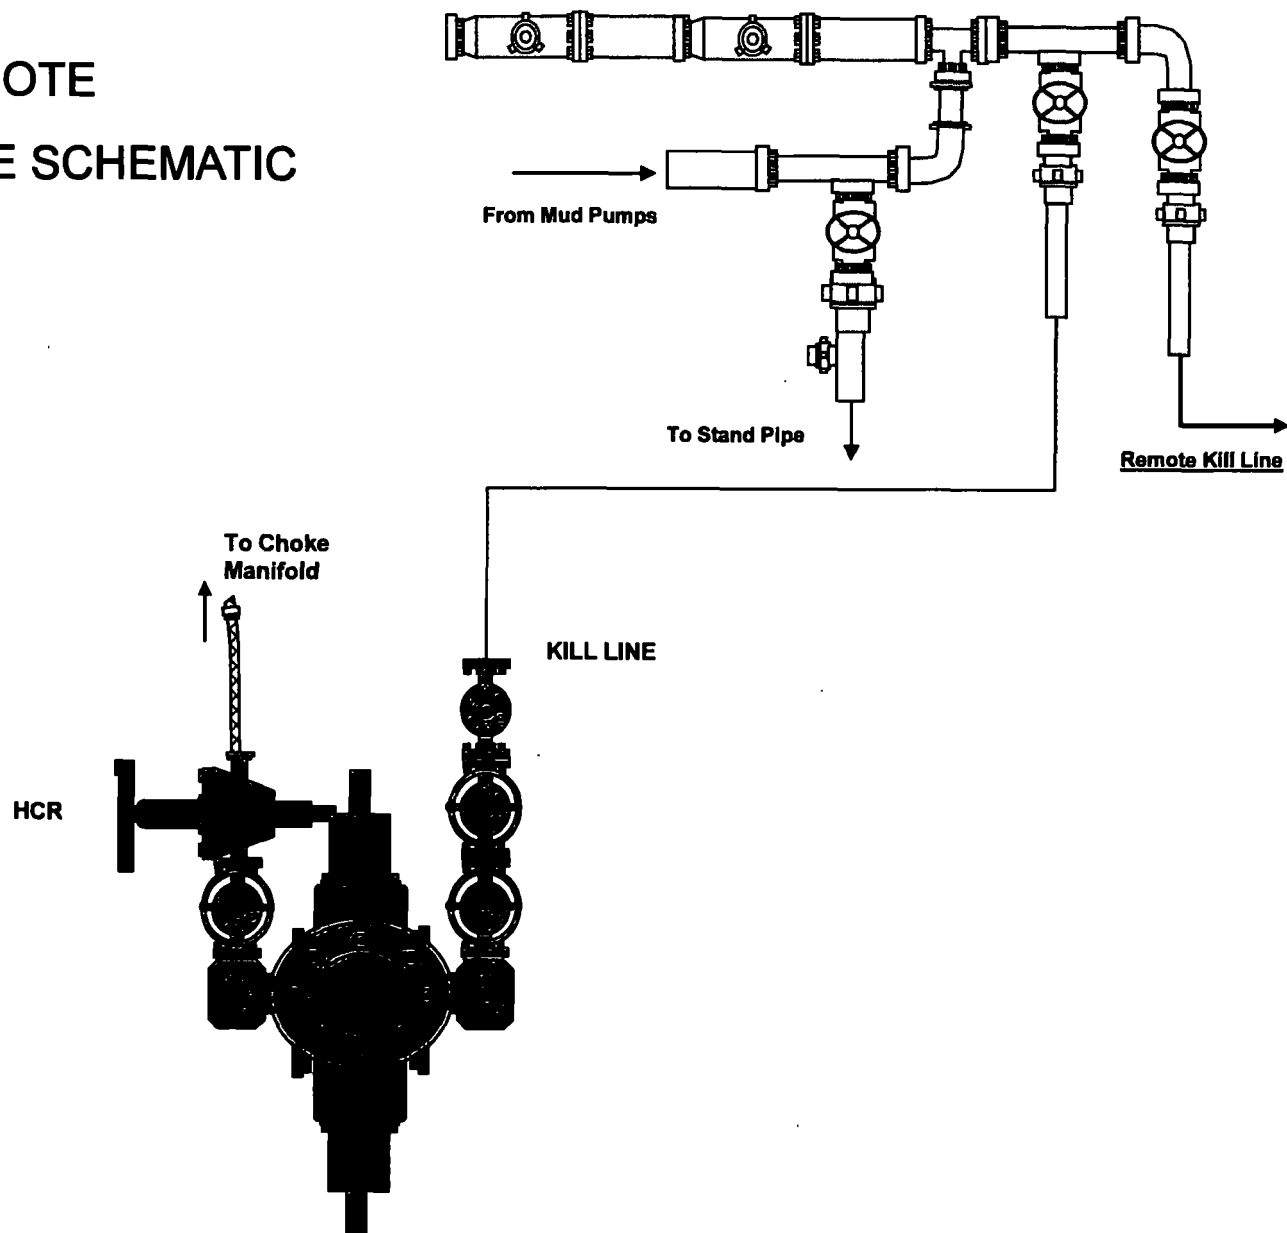 OTE
E SCHEMATIC
From Mud Pumps
To Stand Pipe
Remote Kill Line
To Choke
Manifold
KILL LINE
HCR